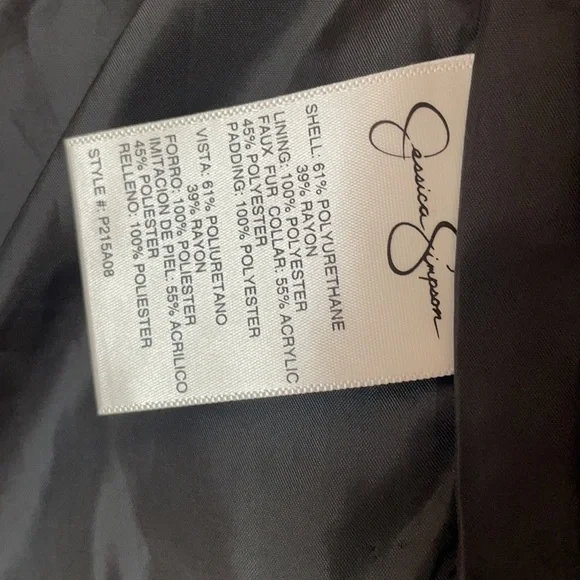 Jessica Simpson
SHELL: 61% POLYURETHANE
39% RAYON
LINING: 100% POLYESTER
FAUX FUR COLLAR: 55% ACRYLIC
45% POLYESTER
PADDING: 100% POLYESTER
VISTA: 61% POLIURETANO
39% RAYON
FORRO: 100% POLIESTER
IMITACION DE PIEL: 55% ACRILICO
45% POLIESTER
RELLENO: 100% POLIESTER
STYLE #: P215A08